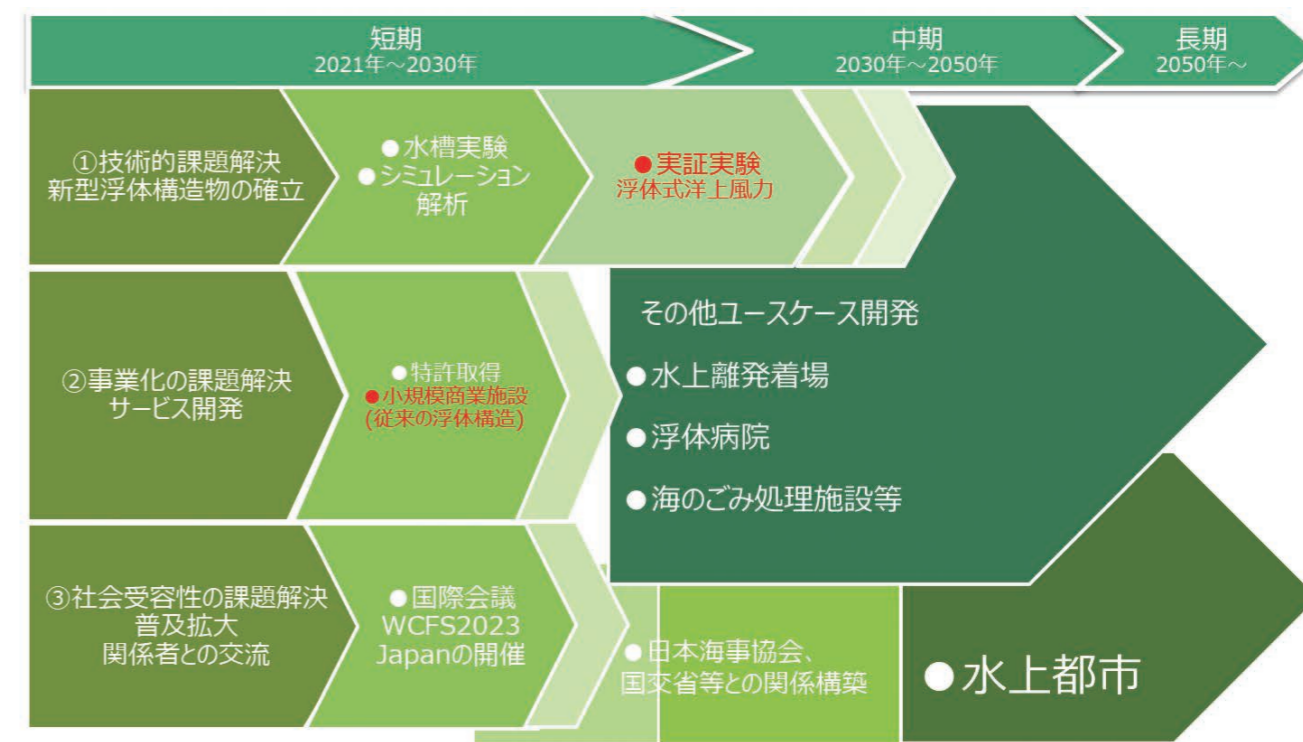 短期
2021年～2030年
中期
2030年～2050年
長期
2050年～
①技術的課題解決
新型浮体構造物の確立
●水槽実験
●シミュレーション
解析
●実証実験
浮体式洋上風力
②事業化の課題解決
サービス開発
●特許取得
●小規模商業施設
(従来の浮体構造)
その他ユースケース開発
●水上離発着場
●浮体病院
●海のごみ処理施設等
③社会受容性の課題解決
普及拡大
関係者との交流
●国際会議
WCFS2023
Japanの開催
●日本海事協会、
国交省等との関係構築
●水上都市